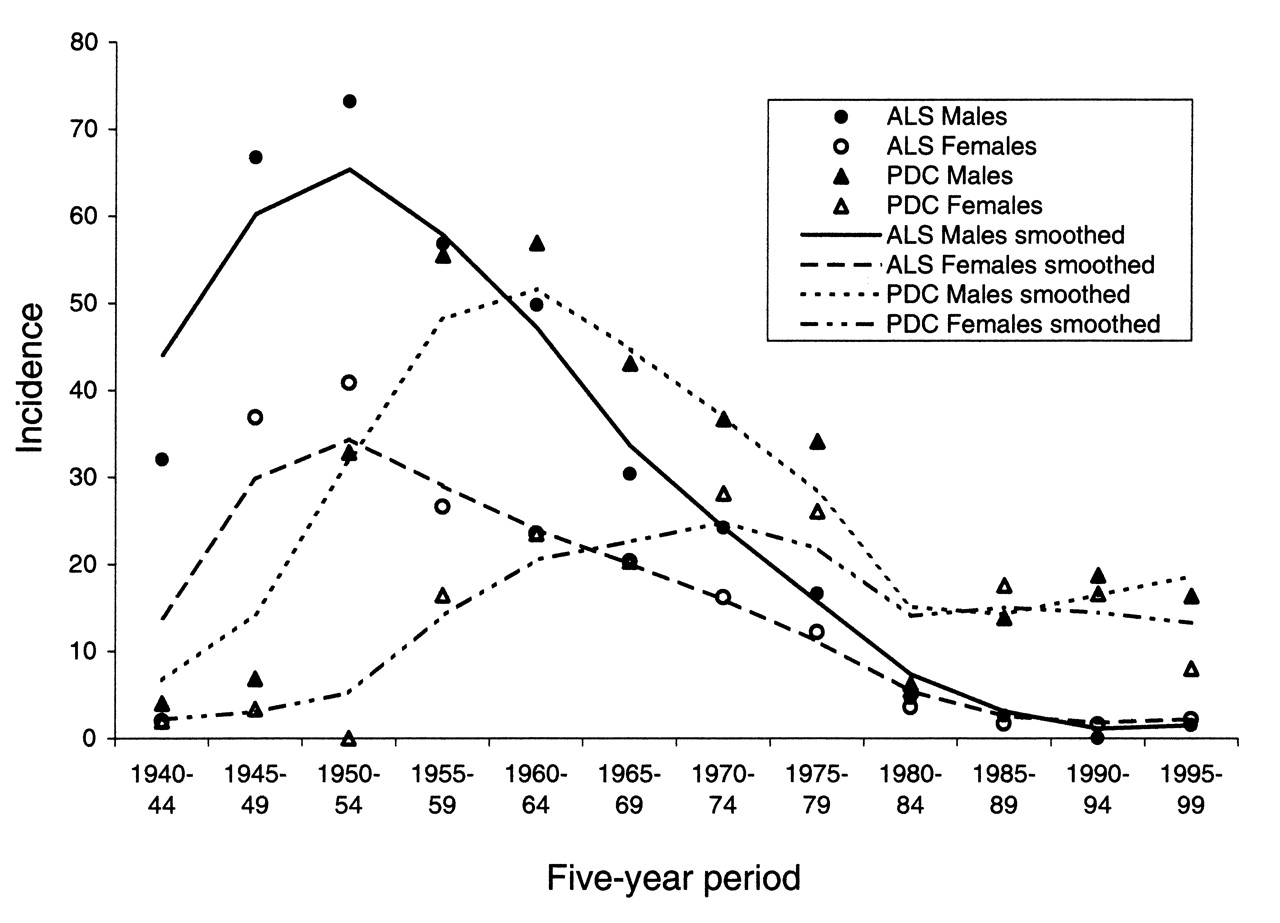 80
70
60
50
40
30
20
10
0
Incidence
ALS Males
ALS Females
PDC Males
PDC Females
ALS Males smoothed
ALS Females smoothed
PDC Males smoothed
PDC Females smoothed
1940- 1945- 1950- 1955- 1960- 1965- 1970- 1975- 1980- 1985- 1990- 1995-
44 49 54 59 64 69 74 79 84 89 94 99
Five-year period